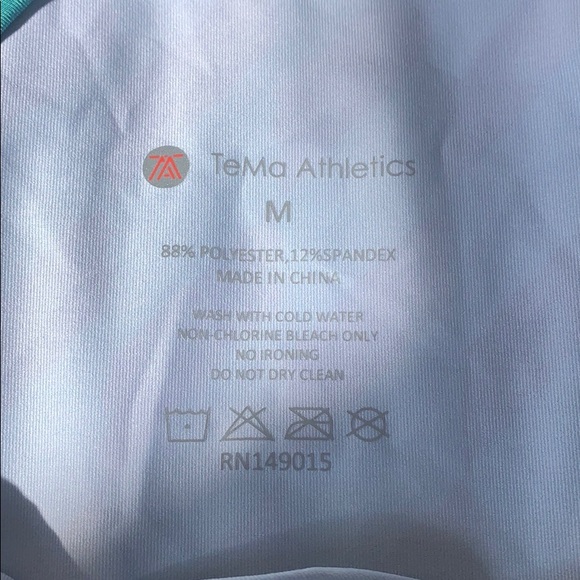 TeMa Athletics
M
88% POLYESTER,12%SPANDEX
MADE IN CHINA
WASH WITH COLD WATER
NON-CHLORINE BLEACH ONLY
NO IRONING
DO NOT DRY CLEAN
RN149015